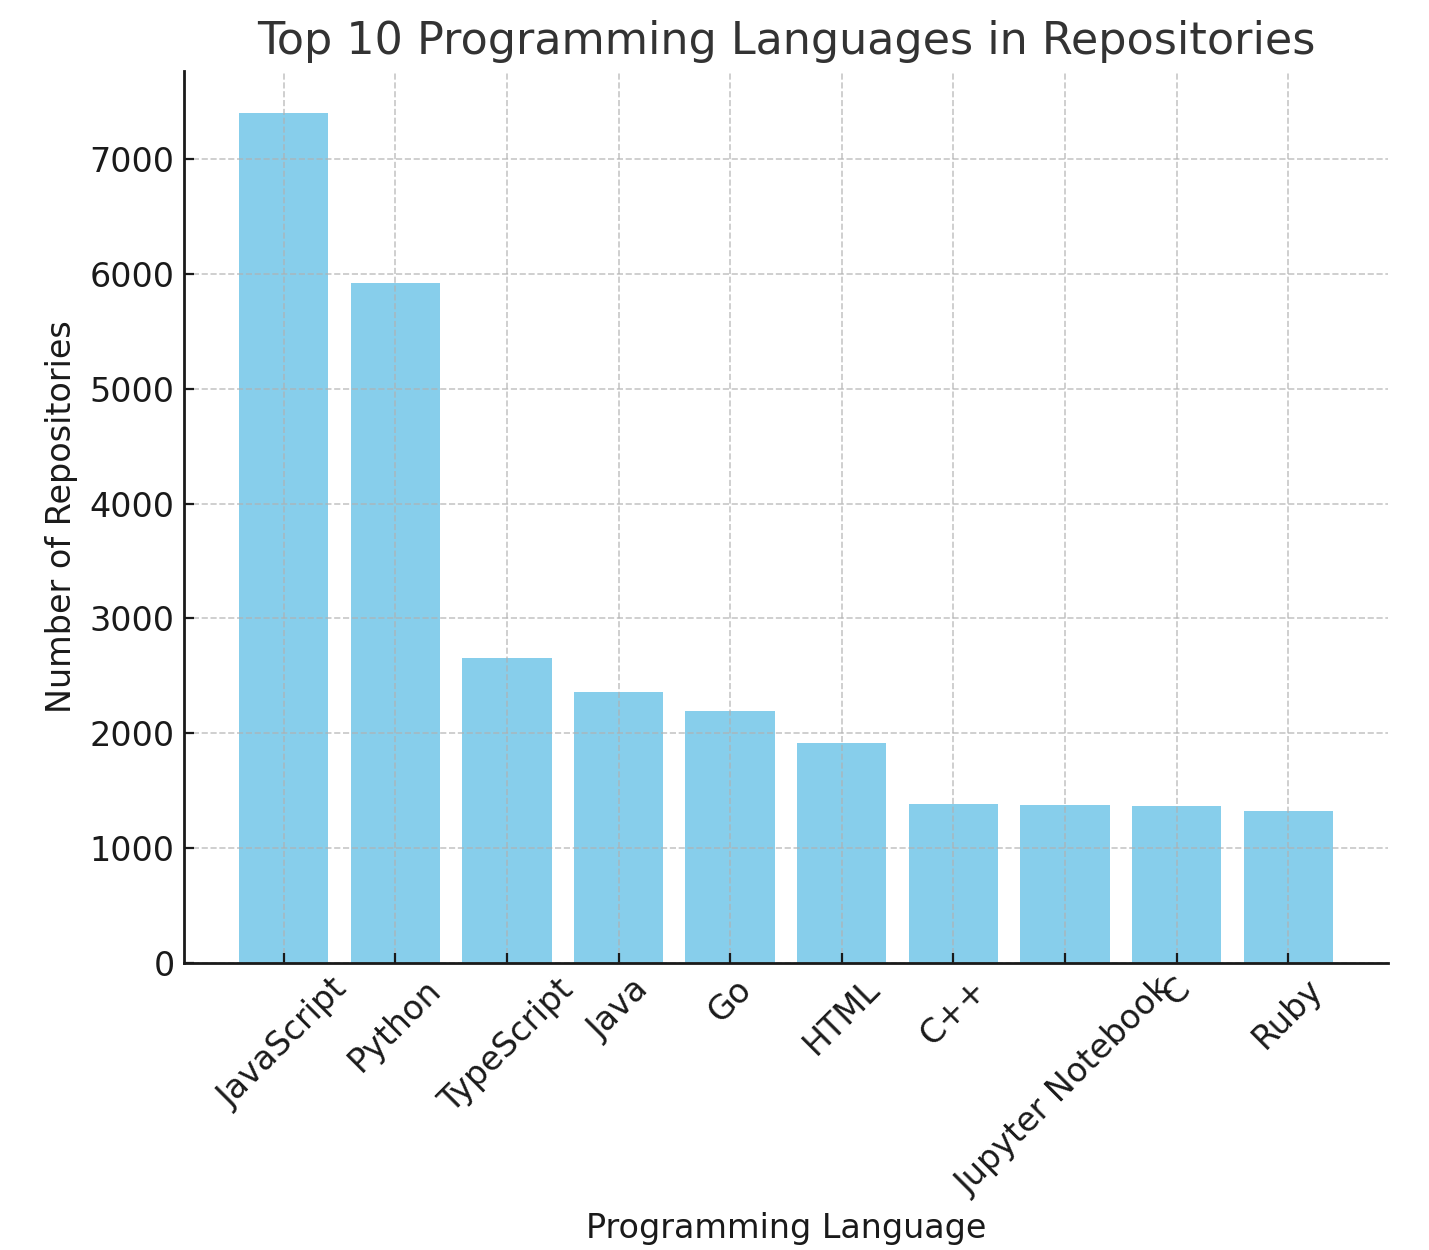 Top 10 Programming Languages in Repositories
Number of Repositories
7000
6000
5000
4000
3000
2000
1000
0
JavaScript
Python
TypeScript
Java
Go
HTML
C++
Jupyter Notebook
C
Ruby
Programming Language